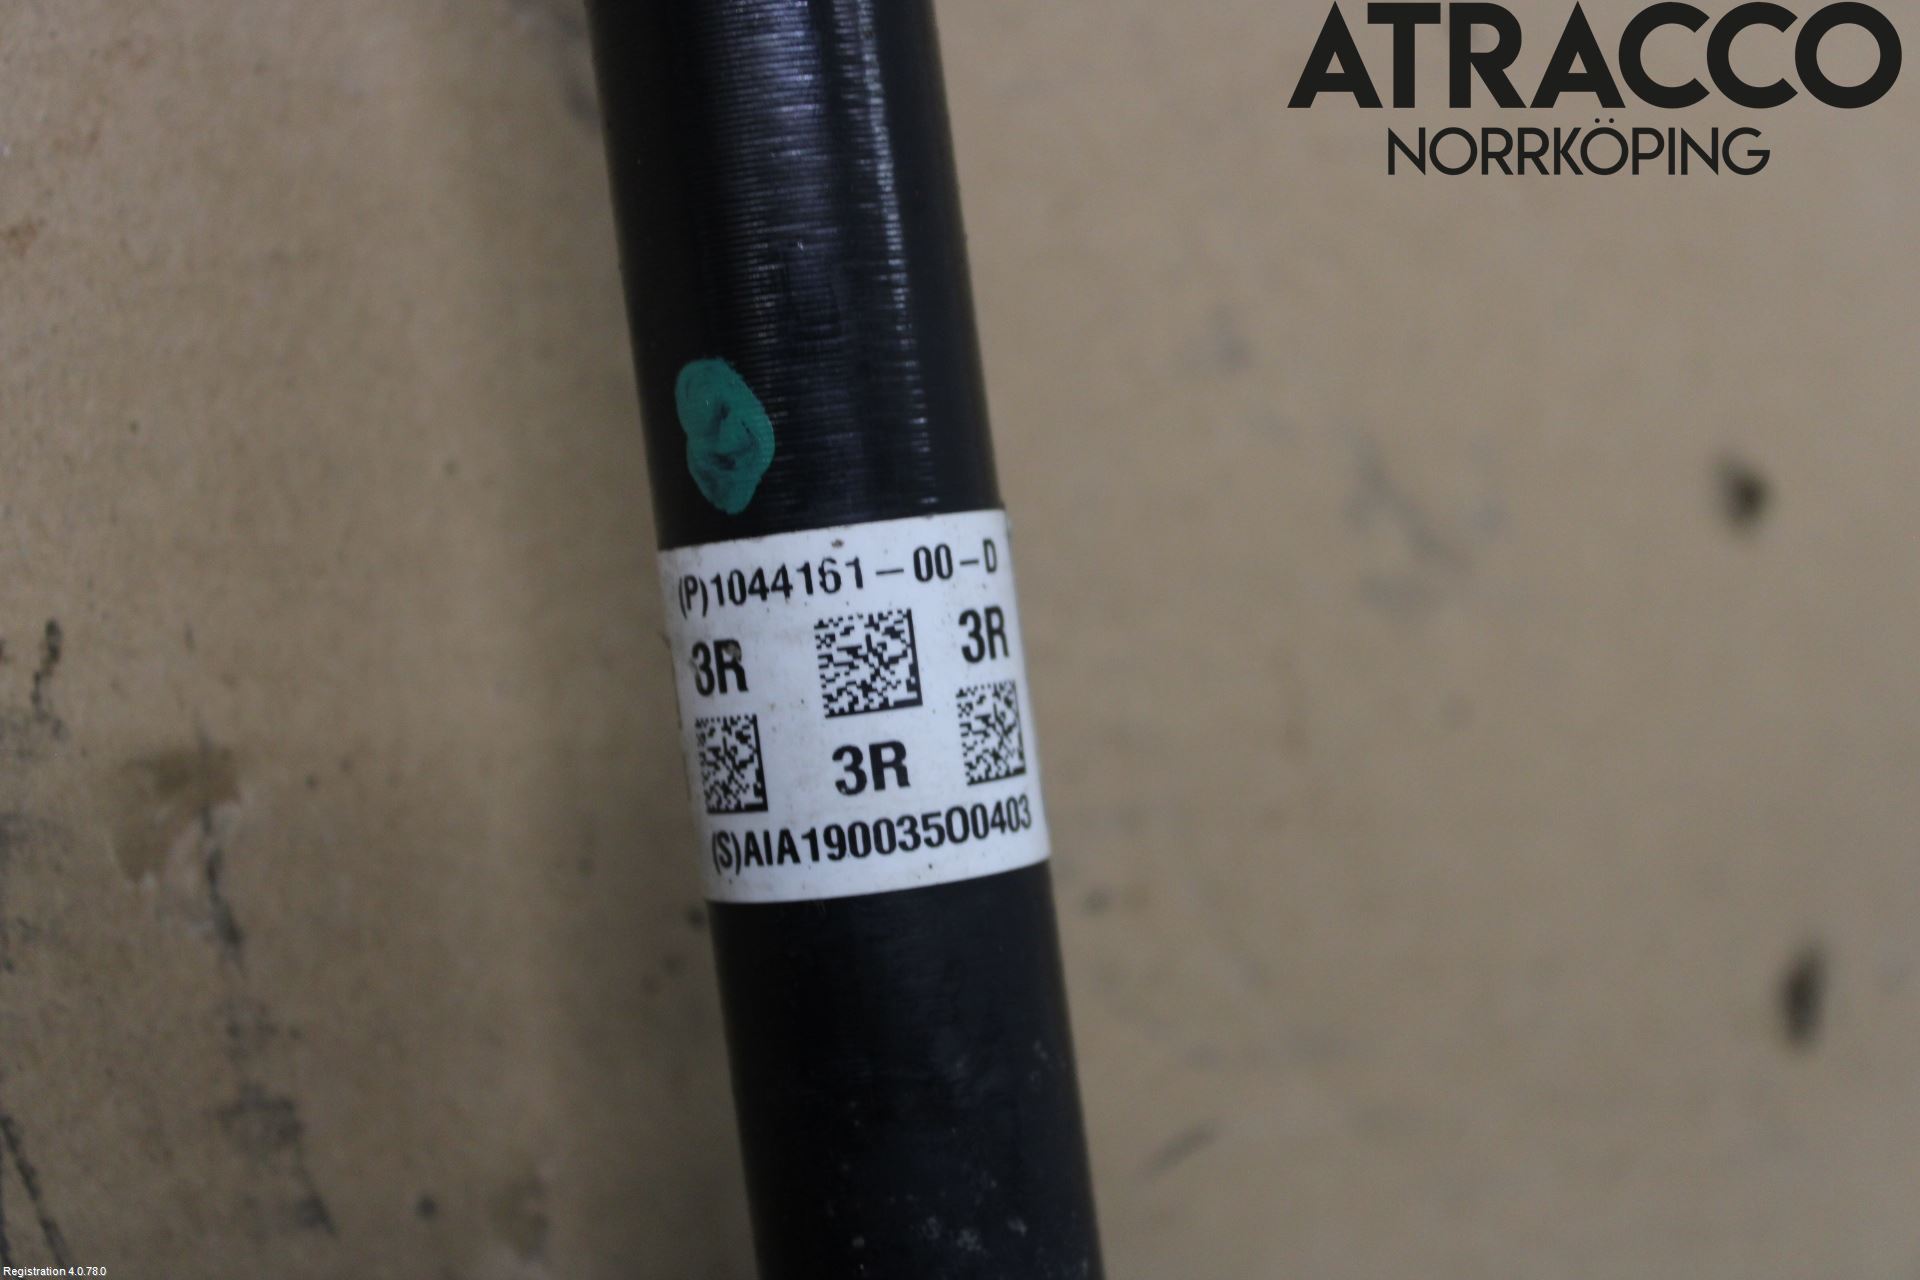 ATRACCO
NORRKÖPING
(P)1044161-00-D
3R
3R
3R
(S)AIA19003500403
Registration 4.0.78.0